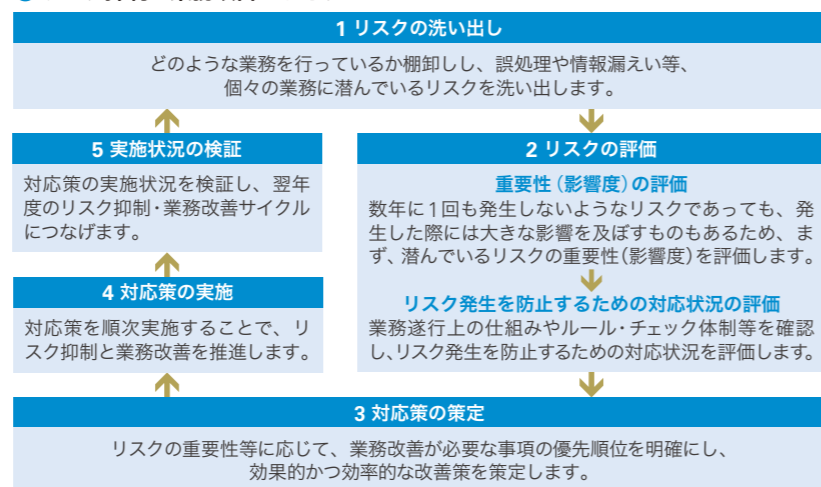 1 リスクの洗い出し
どのような業務を行っているか棚卸しし、誤処理や情報漏えい等、
個々の業務に潜んでいるリスクを洗い出します。
2 リスクの評価
重要性（影響度）の評価
数年に1回も発生しないようなリスクであっても、発
生した際には大きな影響を及ぼすものもあるため、ま
ず、潜んでいるリスクの重要性（影響度）を評価します。
リスク発生を防止するための対応状況の評価
業務遂行上の仕組みやルール・チェック体制等を確認
し、リスク発生を防止するための対応状況を評価します。
3 対応策の策定
リスクの重要性等に応じて、業務改善が必要な事項の優先順位を明確にし、
効果的かつ効率的な改善策を策定します。
4 対応策の実施
対応策を順次実施することで、リ
スク抑制と業務改善を推進します。
5 実施状況の検証
対応策の実施状況を検証し、翌年
度のリスク抑制・業務改善サイクル
につなげます。